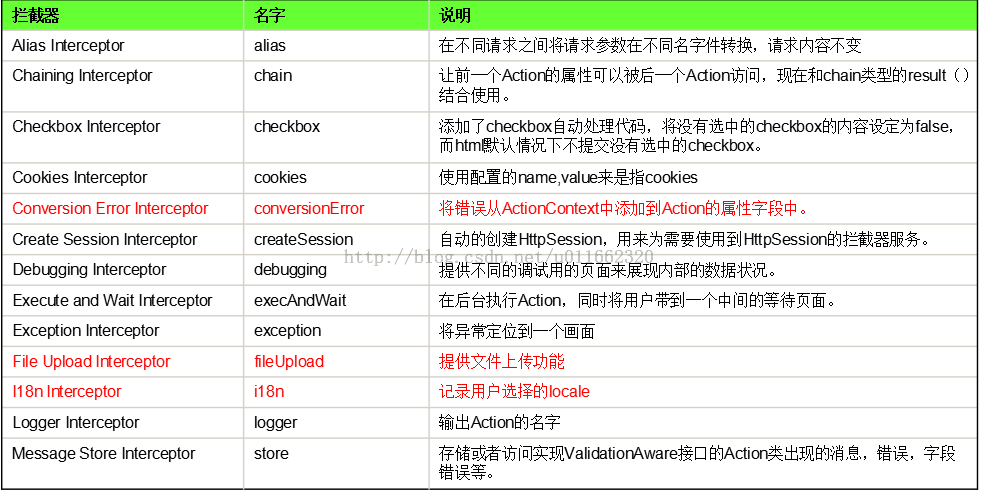 拦截器 名字 说明
Alias Interceptor alias 在不同请求之间将请求参数在不同名字件转换，请求内容不变
Chaining Interceptor chain 让前一个Action的属性可以被后一个Action访问，现在和chain类型的result（）
结合使用。
Checkbox Interceptor checkbox 添加了checkbox自动处理代码，将没有选中的checkbox的内容设定为false，
而html默认情况下不提交没有选中的checkbox。
Cookies Interceptor cookies 使用配置的name,value来是指cookies
Conversion Error Interceptor conversionError 将错误从ActionContext中添加到Action的属性字段中。
Create Session Interceptor createSession 自动的创建HttpSession，用来为需要使用到HttpSession的拦截器服务。
http://blog.csdn.net/u011662320
Debugging Interceptor debugging 提供不同的调试用的页面来展现内部的数据状况。
Execute and Wait Interceptor execAndWait 在后台执行Action，同时将用户带到一个中间的等待页面。
Exception Interceptor exception 将异常定位到一个画面
File Upload Interceptor fileUpload 提供文件上传功能
I18n Interceptor i18n 记录用户选择的locale
Logger Interceptor logger 输出Action的名字
Message Store Interceptor store 存储或者访问实现ValidationAware接口的Action类出现的消息，错误，字段
错误等。